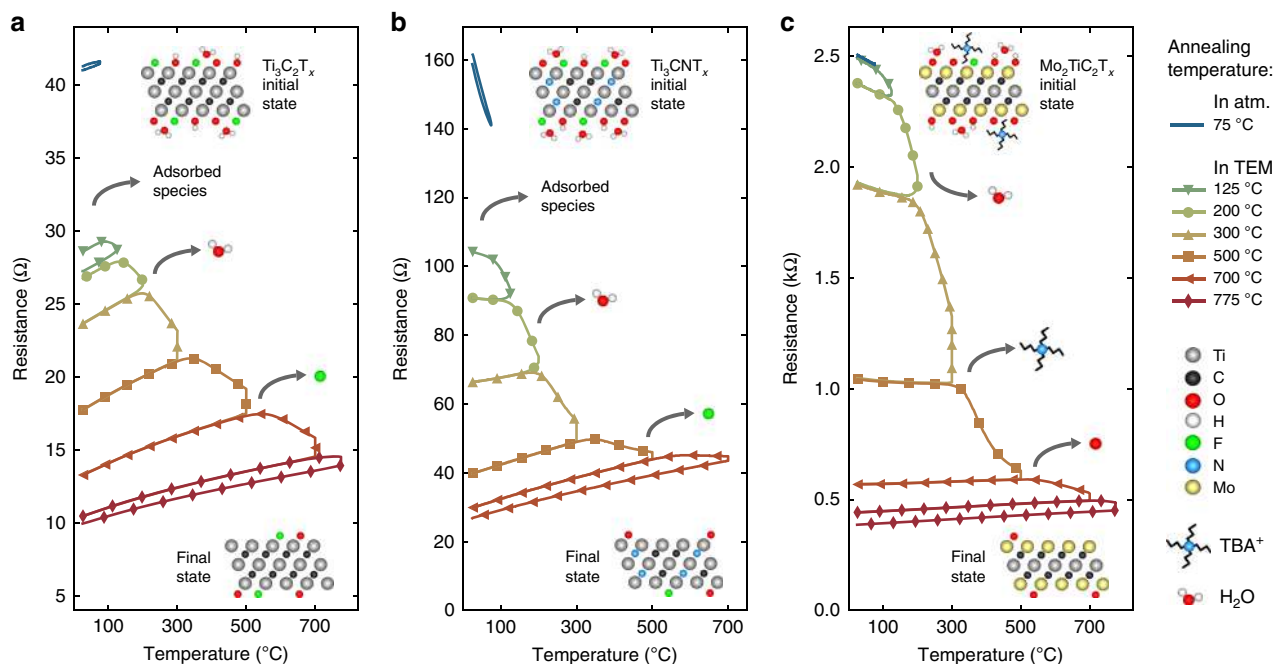 a
Resistance (Ω)
41
35
30
25
20
15
10
5
4
100
300
500
700
Temperature (°C)
Ti3C2Tx
initial
state
Adsorbed
species
Final
state
b
Resistance (Ω)
160
140
120
100
80
60
40
20
0
100
300
500
700
Temperature (°C)
Ti3CNTx
initial
state
Adsorbed
species
Final
state
c
Resistance (kΩ)
2.5
2.0
1.5
1.0
0.5
0.0
100
300
500
700
Temperature (°C)
Mo2TiC2Tx
initial
state
Final
state
Annealing
temperature:
In atm.
75 °C
In TEM
125 °C
200 °C
300 °C
500 °C
700 °C
775 °C
Ti
C
O
H
F
N
Mo
TBA+
H2O